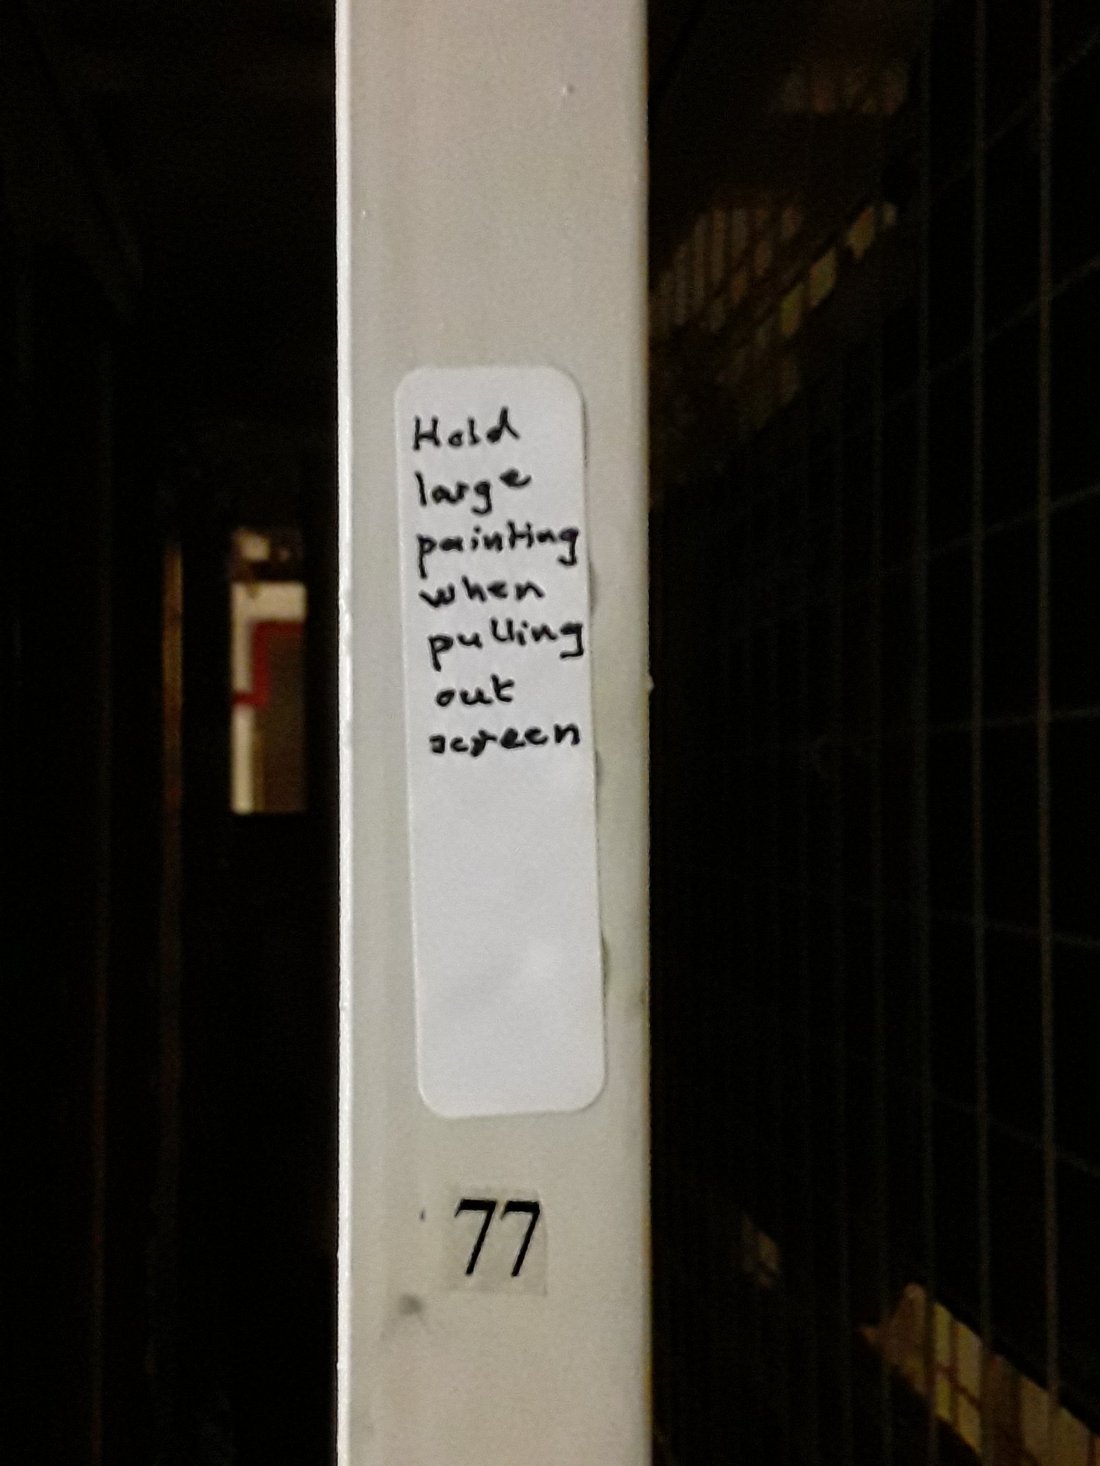 Hold
large
painting
when
pulling
out
screen
77